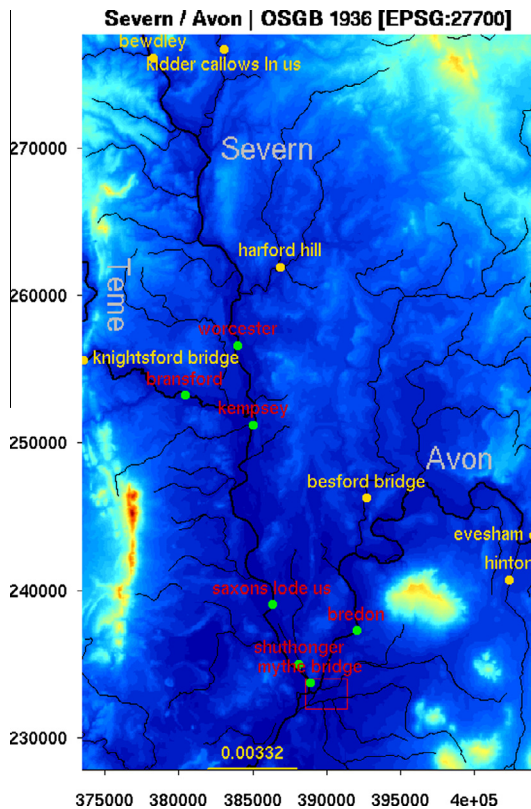 Severn / Avon | OSGB 1936 [EPSG:27700]
bewdley
kidder callows ln us
270000
Severn
harford hill
Teme
260000
worcester
knightsford bridge
bransford
kempsey
250000
Avon
besford bridge
evesham
hinton
240000
saxons lode us
bredon
shuthonger
mythe bridge
230000
0.00332
375000 380000 385000 390000 395000 4e+05